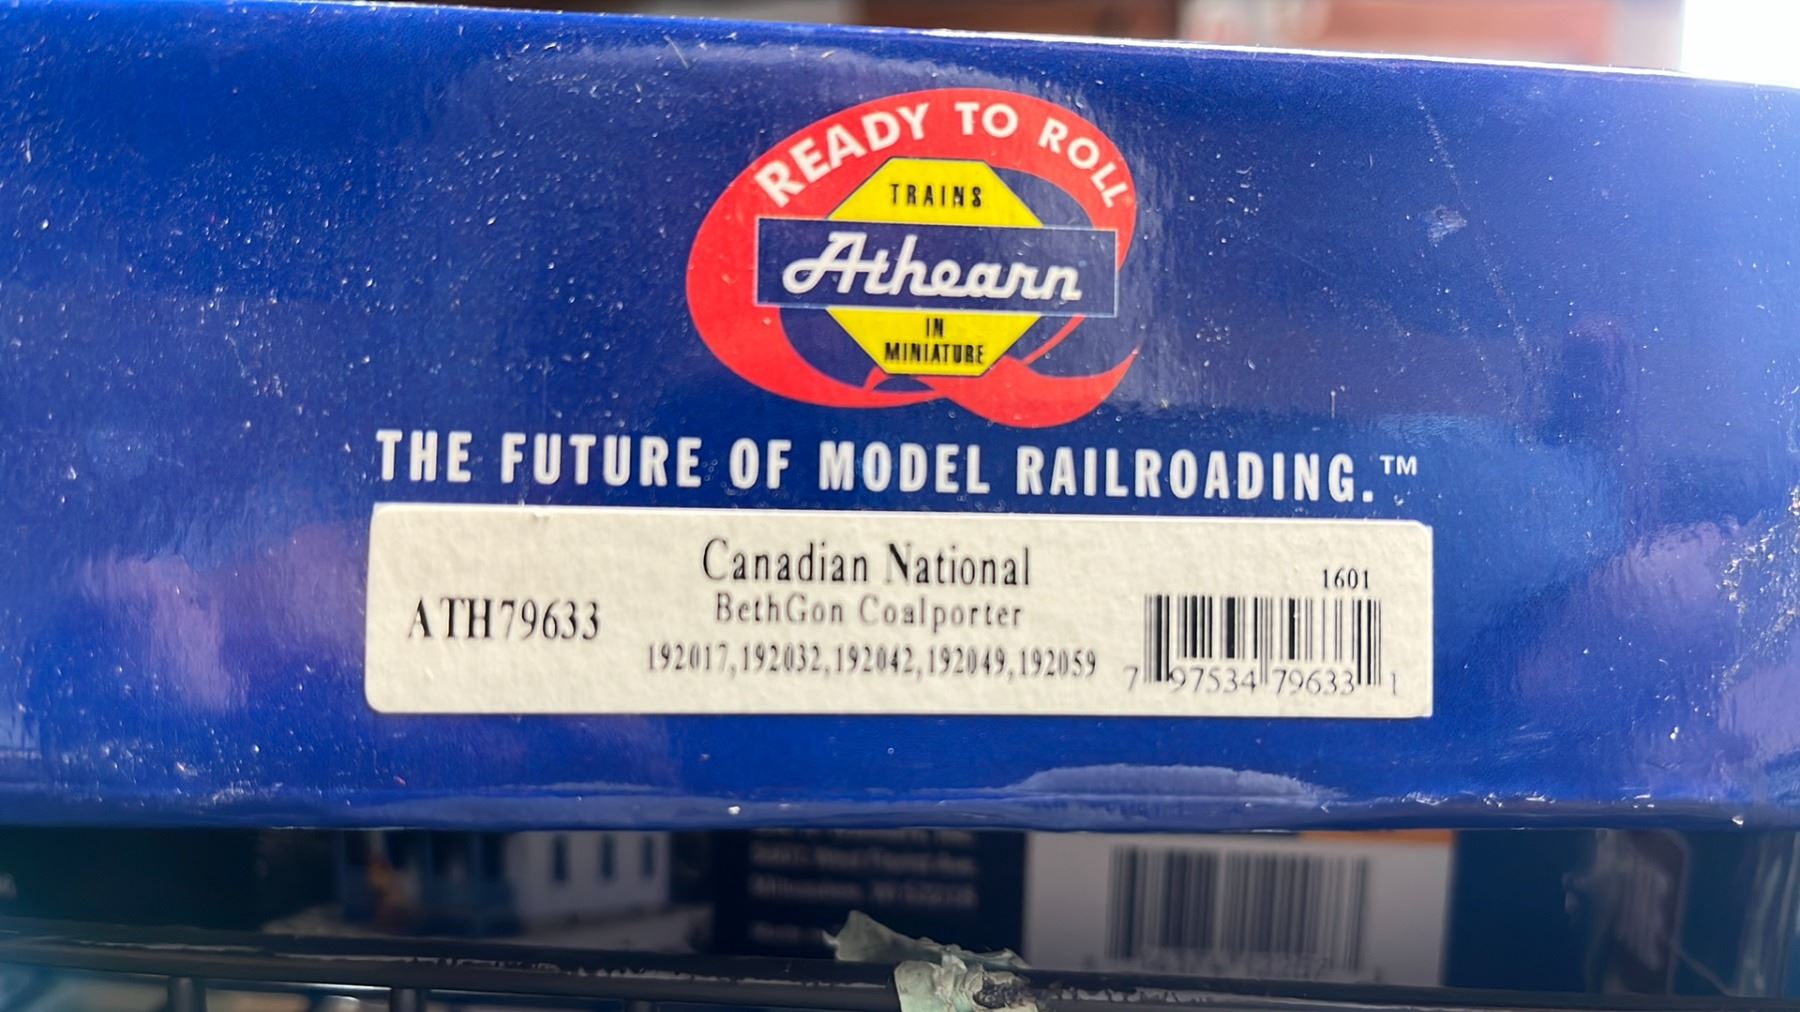 READY TO ROLL
TRAINS
Athearn
IN
MINIATURE
THE FUTURE OF MODEL RAILROADING.™
Canadian National
1601
BethGon Coalporter
ATH79633
192017,192032,192042,192049,192059
7 97534 79633 1